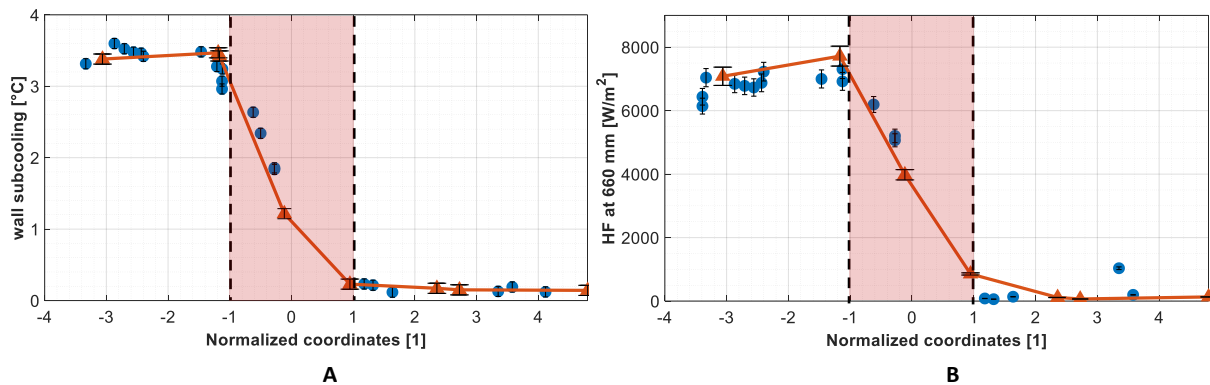 4
3
2
1
0
wall subcooling [°C]
-4 -3 -2 -1 0 1 2 3 4
Normalized coordinates [1]
A
8000
6000
4000
2000
0
HF at 660 mm [W/m²]
-4 -3 -2 -1 0 1 2 3 4
Normalized coordinates [1]
B